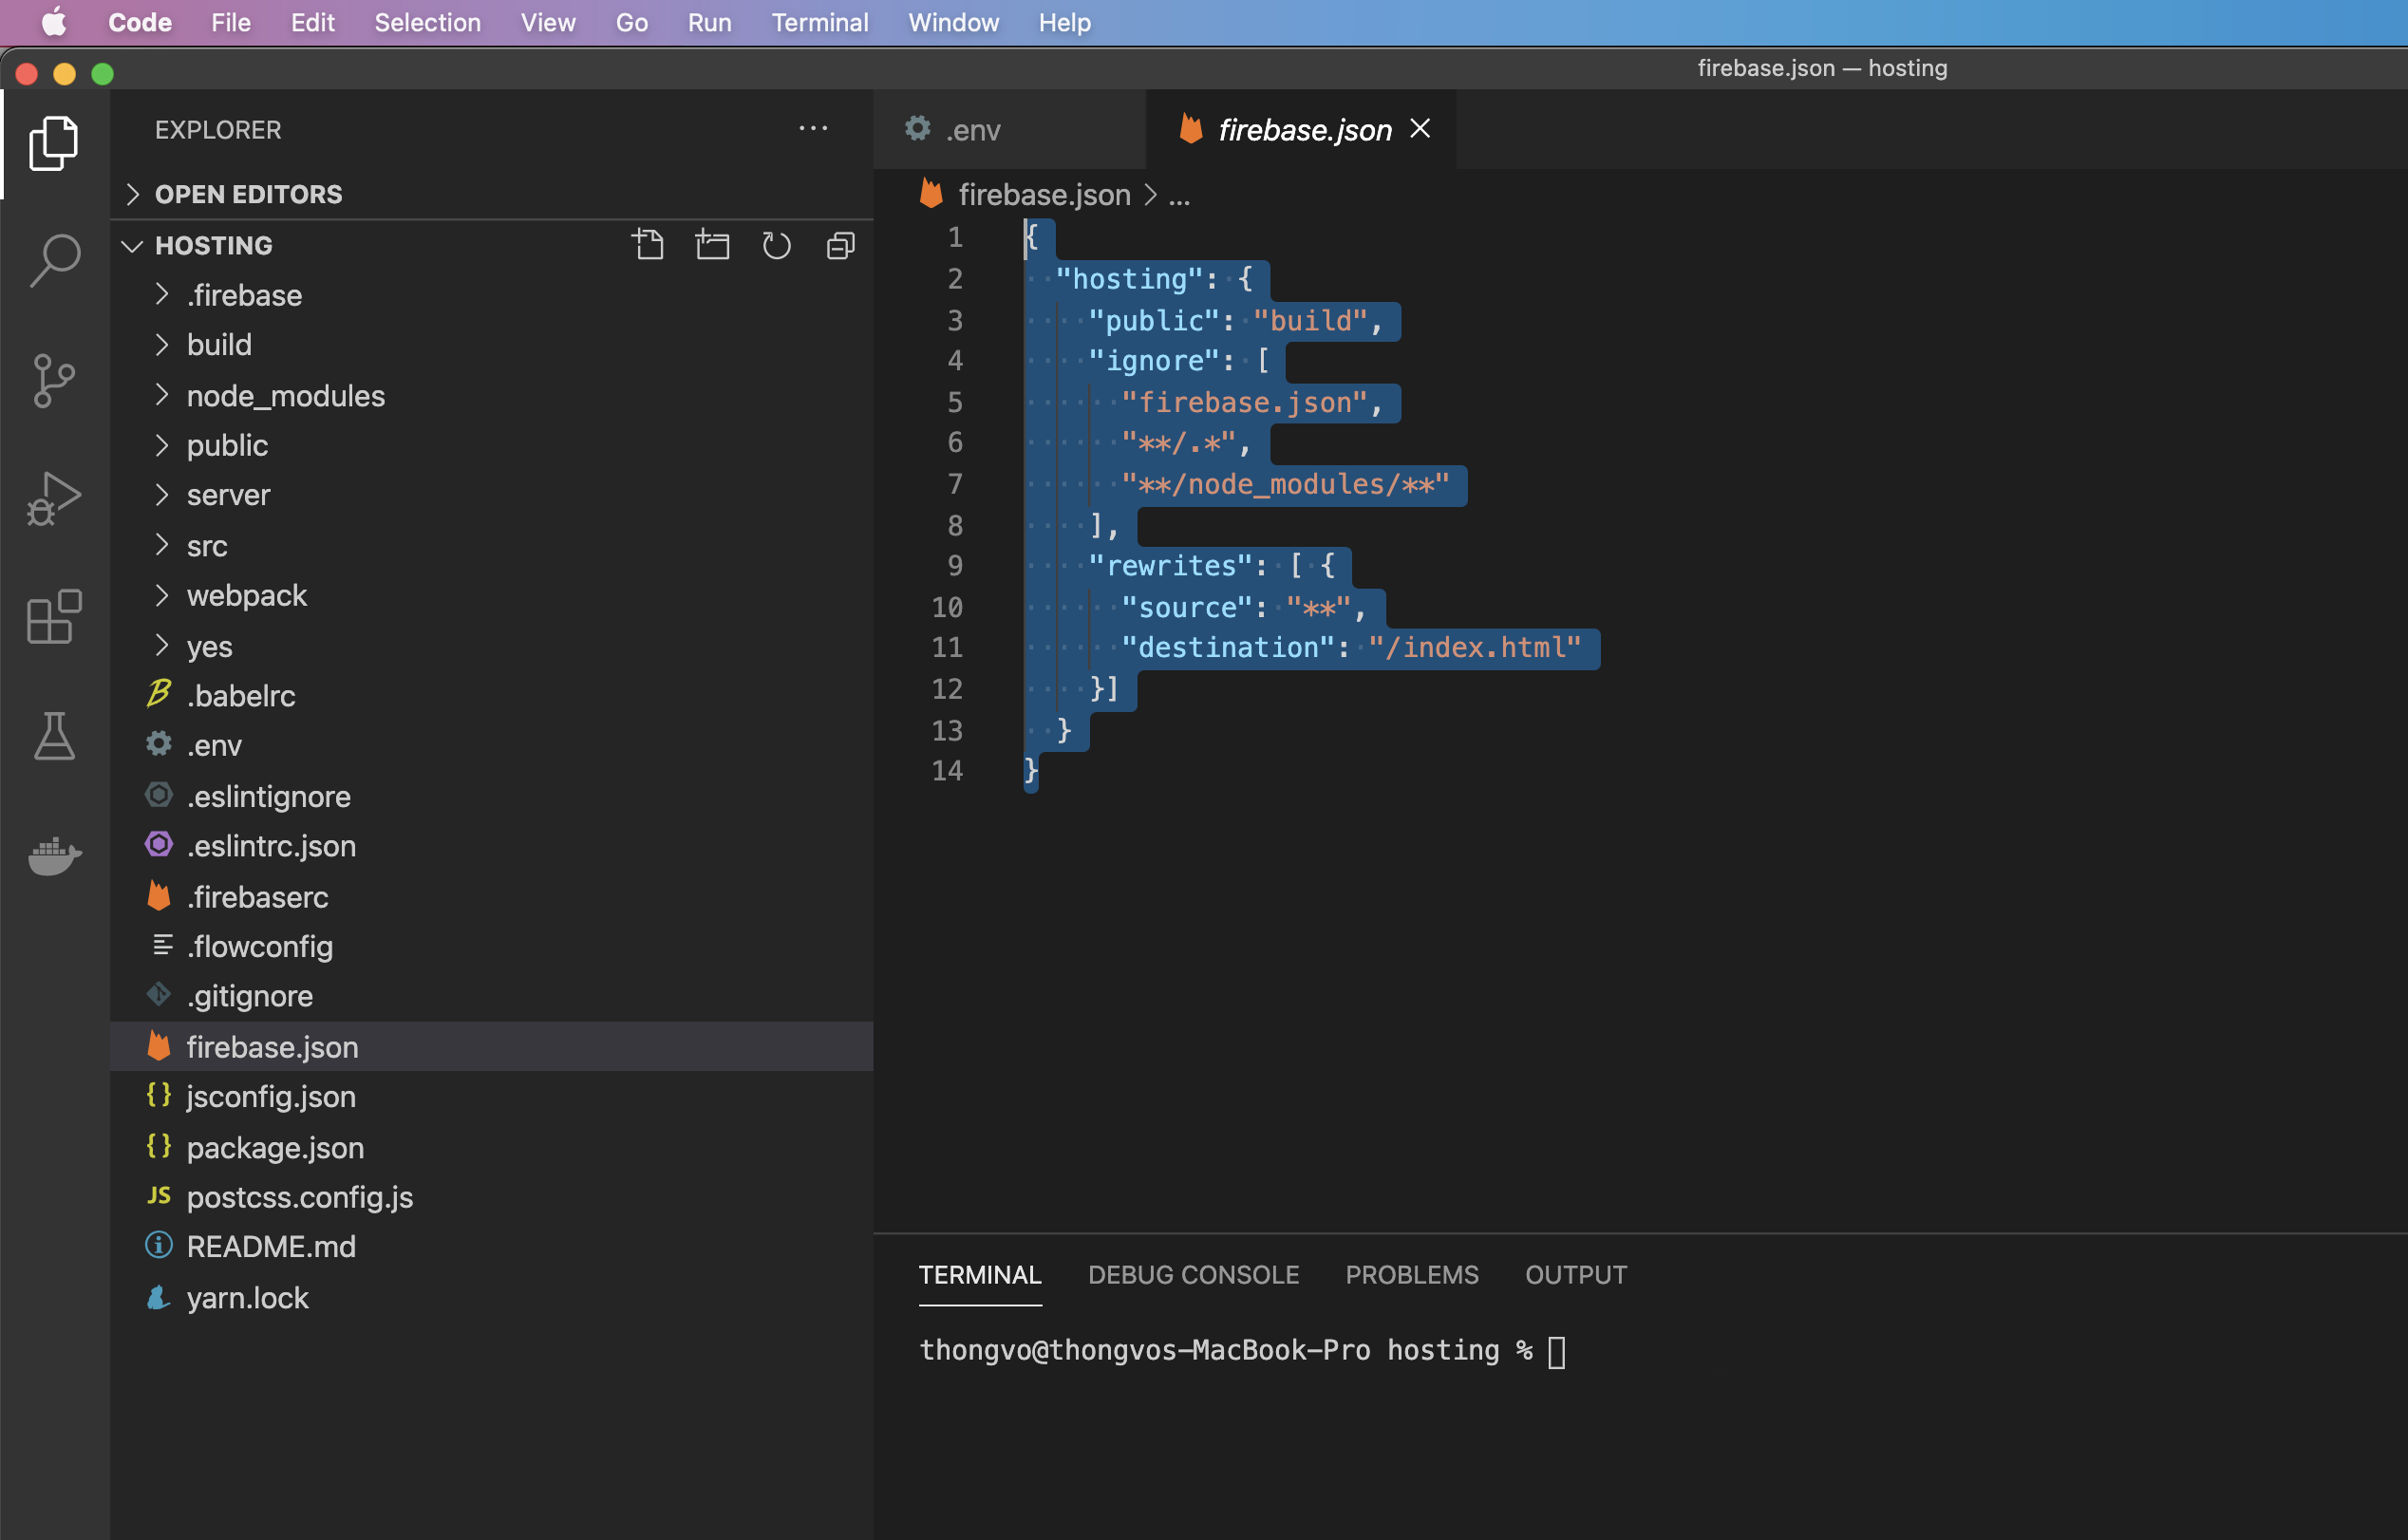 Code File Edit Selection View Go Run Terminal Window Help
firebase.json — hosting
EXPLORER ...
OPEN EDITORS
HOSTING
.firebase
build
node_modules
public
server
src
webpack
yes
.babelrc
.env
.eslintignore
.eslintrc.json
.firebaserc
.flowconfig
.gitignore
firebase.json
{} jsconfig.json
{} package.json
JS postcss.config.js
README.md
yarn.lock
.env firebase.json
firebase.json > ...
1 {
2   "hosting": {
3     "public": "build",
4     "ignore": [
5       "firebase.json",
6       "**/.*",
7       "**/node_modules/**"
8     ],
9     "rewrites": [ {
10       "source": "**",
11       "destination": "/index.html"
12     }]
13   }
14 }
TERMINAL DEBUG CONSOLE PROBLEMS OUTPUT
thongvo@thongvos-MacBook-Pro hosting %